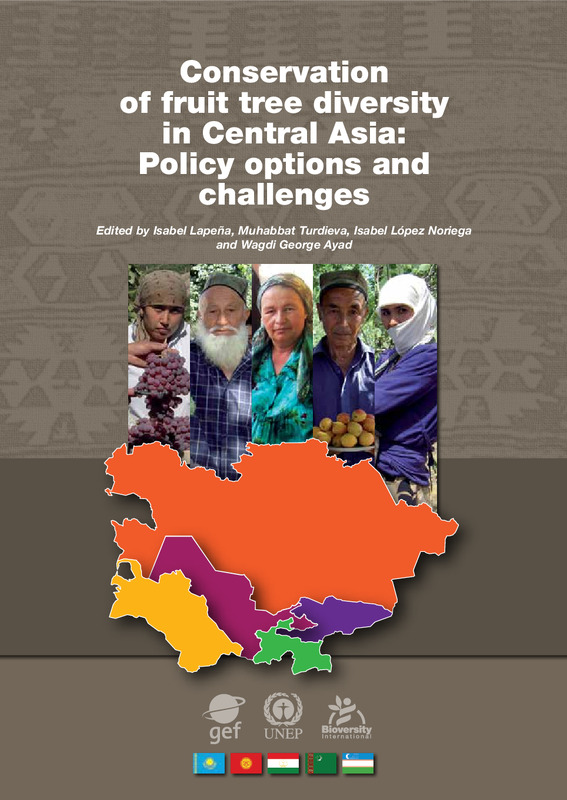 Conservation
of fruit tree diversity
in Central Asia:
Policy options and
challenges
Edited by Isabel Lapeña, Muhabbat Turdieva, Isabel López Noriega
and Wagdi George Ayad
gef
UNEP
Bioversity
International